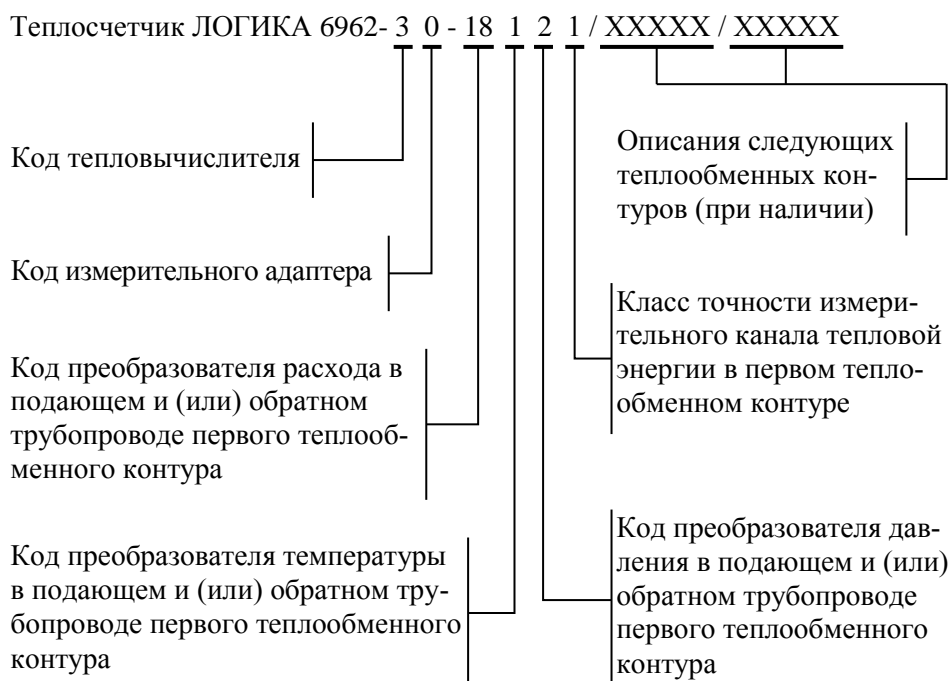 Теплосчетчик ЛОГИКА 6962- 3 0 - 18 1 2 1 / XXXXX / XXXXX
Код тепловычислителя
Описания следующих
теплообменных кон-
туров (при наличии)
Код измерительного адаптера
Класс точности измери-
тельного канала тепловой
энергии в первом тепло-
обменном контуре
Код преобразователя расхода в
подающем и (или) обратном
трубопроводе первого теплооб-
менного контура
Код преобразователя температуры
в подающем и (или) обратном тру-
бопроводе первого теплообменного
контура
Код преобразователя дав-
ления в подающем и (или)
обратном трубопроводе
первого теплообменного
контура